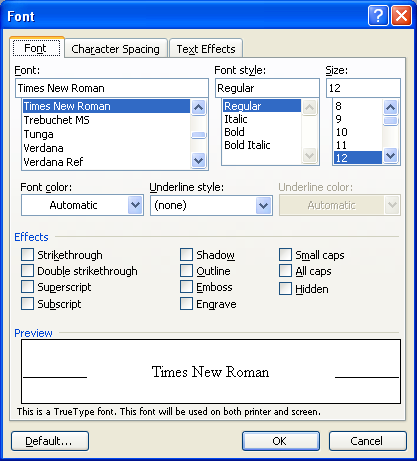 Font
Font Character Spacing Text Effects
Font: Font style: Size:
Times New Roman Regular 12
Times New Roman Regular 8
Trebuchet MS Italic 9
Tunga Bold 10
Verdana Bold Italic 11
Verdana Ref 12
Font color: Underline style: Underline color:
Automatic (none) Automatic
Effects
Strikethrough Shadow Small caps
Double strikethrough Outline All caps
Superscript Emboss Hidden
Subscript Engrave
Preview
Times New Roman
This is a TrueType font. This font will be used on both printer and screen.
Default... OK Cancel